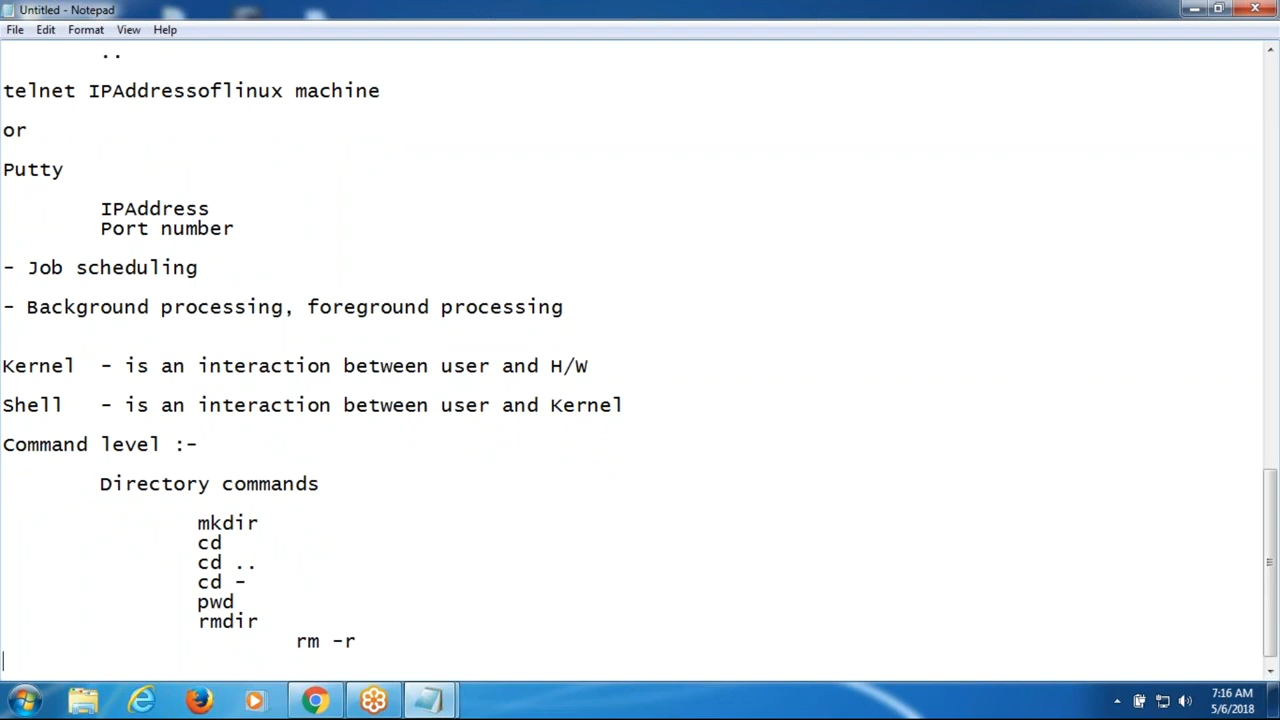 Untitled - Notepad
File Edit Format View Help
..
telnet IPAddressoflinux machine
or
Putty
IPAddress
Port number
- Job scheduling
- Background processing, foreground processing
Kernel - is an interaction between user and H/W
Shell - is an interaction between user and Kernel
Command level :-
Directory commands
mkdir
cd
cd ..
cd -
pwd
rmdir
rm -r
7:16 AM
5/6/2018